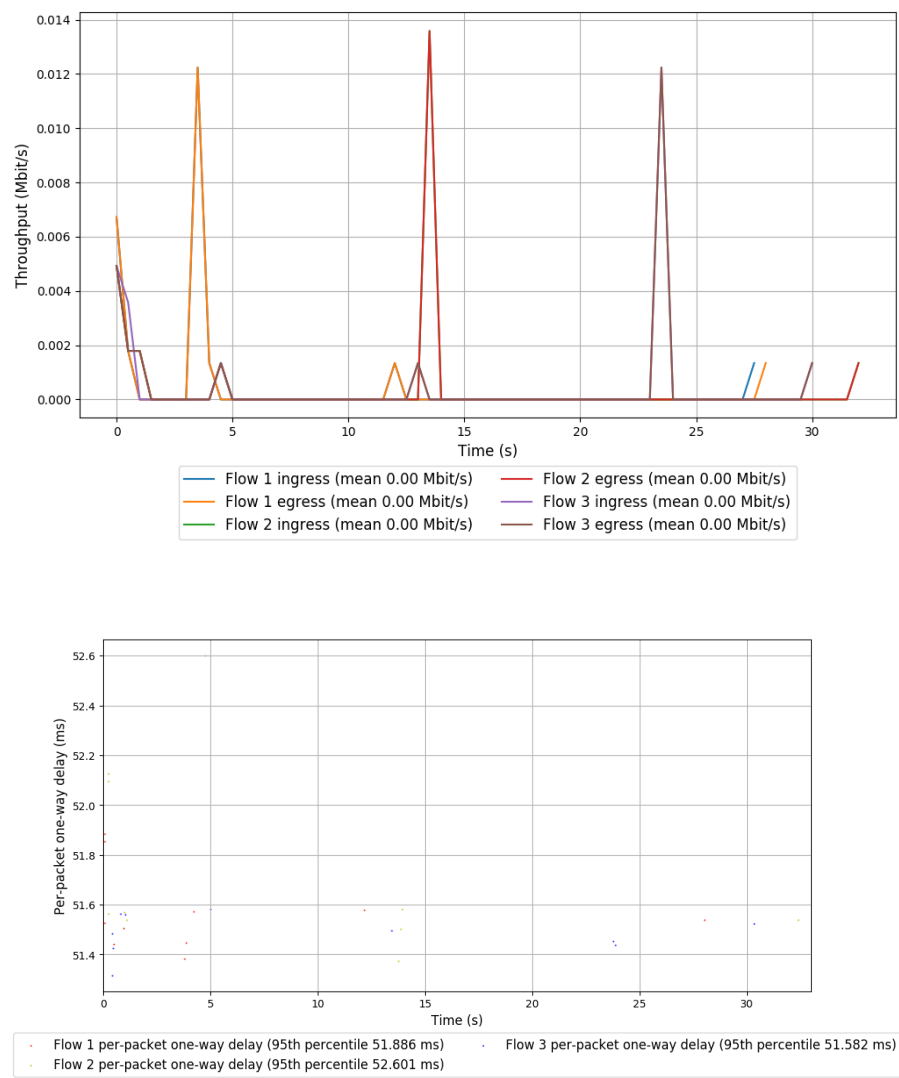 0.014
0.012
0.010
0.008
0.006
0.004
0.002
0.000
Throughput (Mbit/s)
0 5 10 15 20 25 30
Time (s)
Flow 1 ingress (mean 0.00 Mbit/s)
Flow 1 egress (mean 0.00 Mbit/s)
Flow 2 ingress (mean 0.00 Mbit/s)
Flow 2 egress (mean 0.00 Mbit/s)
Flow 3 ingress (mean 0.00 Mbit/s)
Flow 3 egress (mean 0.00 Mbit/s)
52.6
52.4
52.2
52.0
51.8
51.6
51.4
Per-packet one-way delay (ms)
0 5 10 15 20 25 30
Time (s)
Flow 1 per-packet one-way delay (95th percentile 51.886 ms)
Flow 2 per-packet one-way delay (95th percentile 52.601 ms)
Flow 3 per-packet one-way delay (95th percentile 51.582 ms)